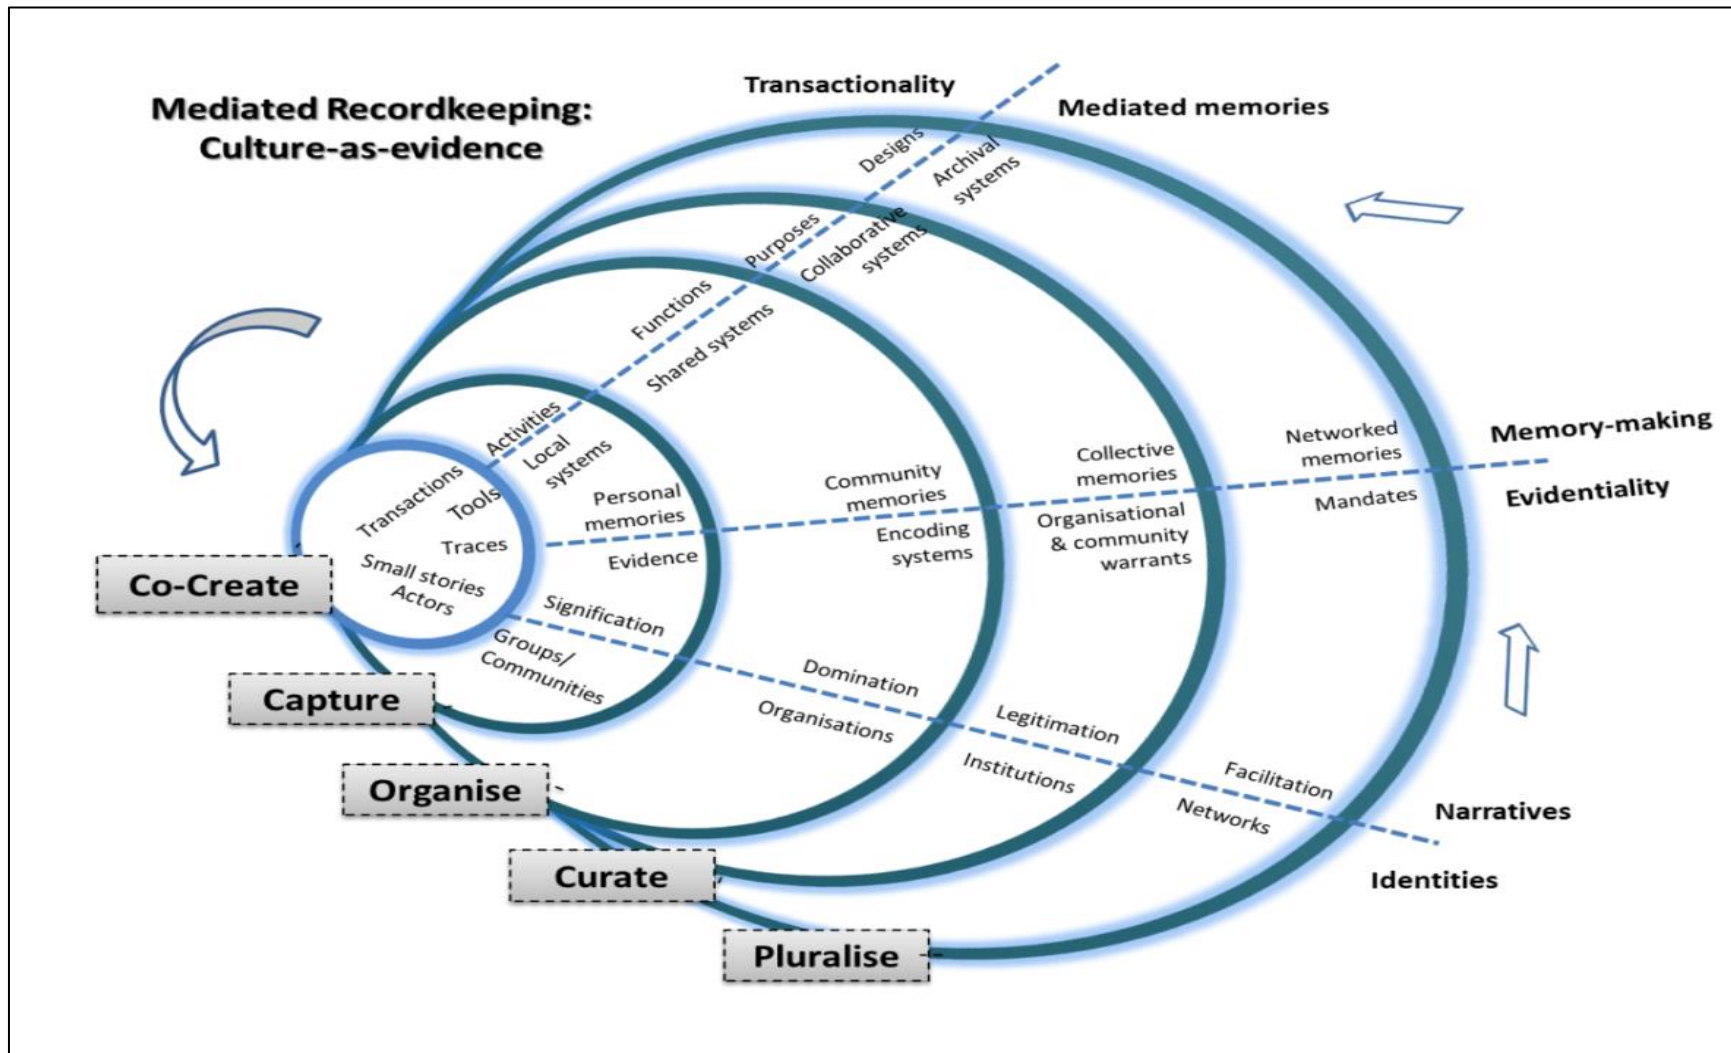 Mediated Recordkeeping:
Culture-as-evidence
Transactionality
Mediated memories
Designs
Archival
systems
Purposes
Collaborative
systems
Functions
Shared systems
Activities
Local
systems
Transactions
Tools
Traces
Small stories
Actors
Personal
memories
Evidence
Community
memories
Encoding
systems
Collective
memories
Organisational
& community
warrants
Networked
memories
Mandates
Memory-making
Evidentiality
Signification
Groups/
Communities
Domination
Organisations
Legitimation
Institutions
Facilitation
Networks
Narratives
Identities
Co-Create
Capture
Organise
Curate
Pluralise